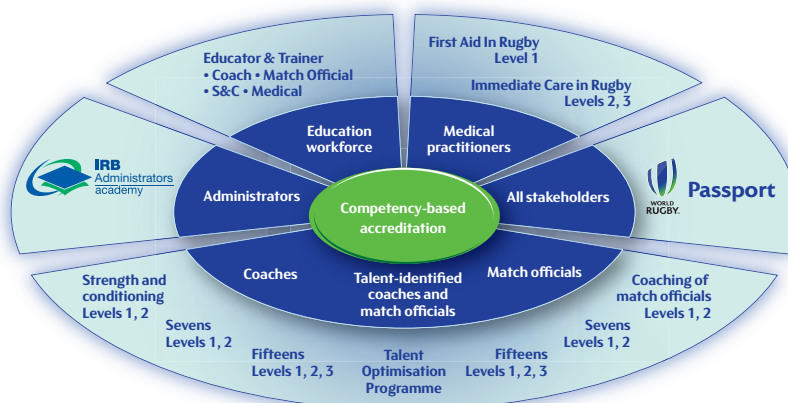 Educator & Trainer
• Coach • Match Official
• S&C • Medical
First Aid In Rugby
Level 1
Immediate Care in Rugby
Levels 2, 3
Education
workforce
Medical
practitioners
IRB
Administrators
academy
Administrators
Competency-based
accreditation
All stakeholders
WORLD
RUGBY.
Passport
Coaches
Talent-identified
coaches and
match officials
Match officials
Strength and
conditioning
Levels 1, 2
Sevens
Levels 1, 2
Fifteens
Levels 1, 2, 3
Talent
Optimisation
Programme
Fifteens
Levels 1, 2, 3
Sevens
Levels 1, 2
Coaching of
match officials
Levels 1, 2